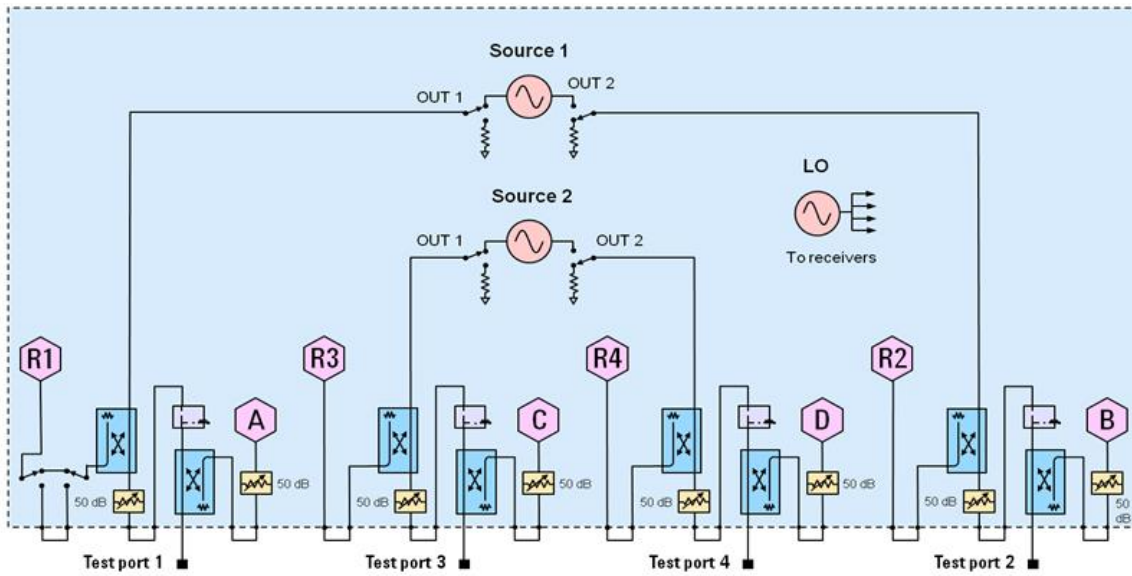 Source 1
OUT 1
OUT 2
LO
Source 2
OUT 1
OUT 2
To receivers
R1
R3
R4
R2
A
C
D
B
50 dB
50 dB
50 dB
50 dB
50 dB
50 dB
50 dB
50
dB
Test port 1
Test port 3
Test port 4
Test port 2